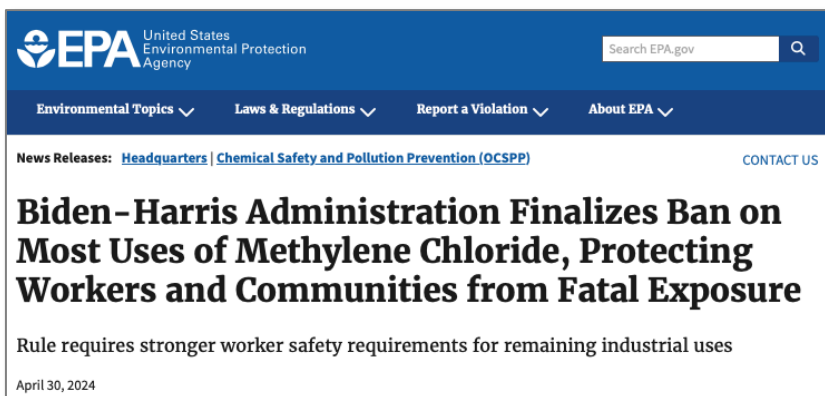 EPA
United States
Environmental Protection
Agency
Search EPA.gov
Environmental Topics
Laws & Regulations
Report a Violation
About EPA
News Releases: Headquarters | Chemical Safety and Pollution Prevention (OCSPP)
CONTACT US
Biden-Harris Administration Finalizes Ban on
Most Uses of Methylene Chloride, Protecting
Workers and Communities from Fatal Exposure
Rule requires stronger worker safety requirements for remaining industrial uses
April 30, 2024